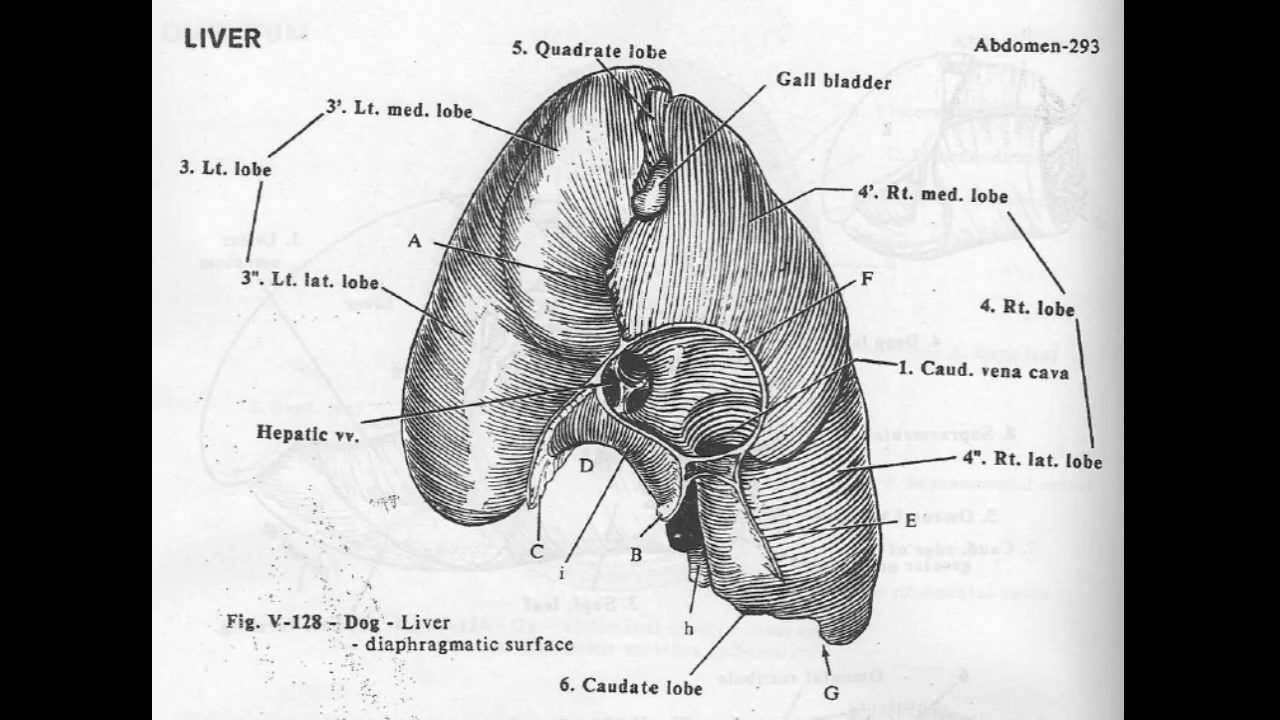 LIVER
Abdomen-293
5. Quadrate lobe
Gall bladder
3'. Lt. med. lobe
3. Lt. lobe
4'. Rt. med. lobe
A
3". Lt. lat. lobe
F
4. Rt. lobe
1. Caud. vena cava
Hepatic vv.
4". Rt. lat. lobe
D
E
C
B
i
h
Fig. V-128 - Dog - Liver
- diaphragmatic surface
6. Caudate lobe
G